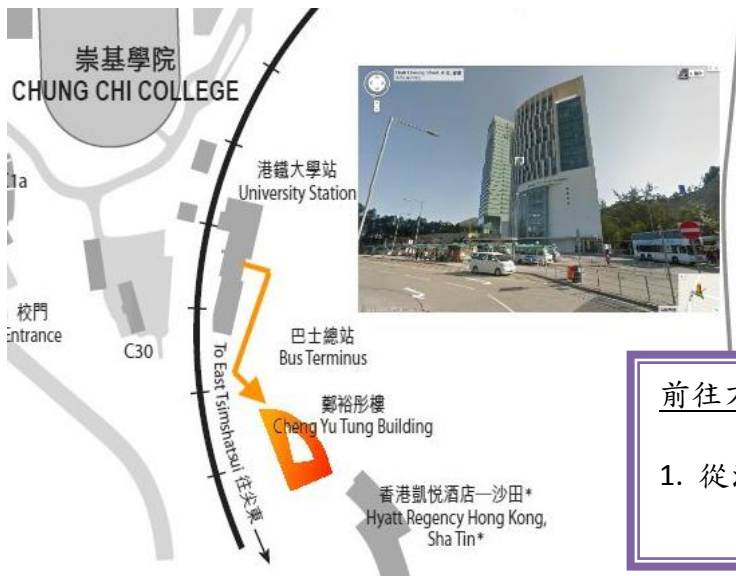 崇基學院
CHUNG CHI COLLEGE
港鐵大學站
University Station
1a
校門
Entrance
C30
巴士總站
Bus Terminus
To East Tsimshatsui 往尖東
鄭裕彤樓
Cheng Yu Tung Building
香港凱悦酒店—沙田*
Hyatt Regency Hong Kong,
Sha Tin*
前往
1. 從